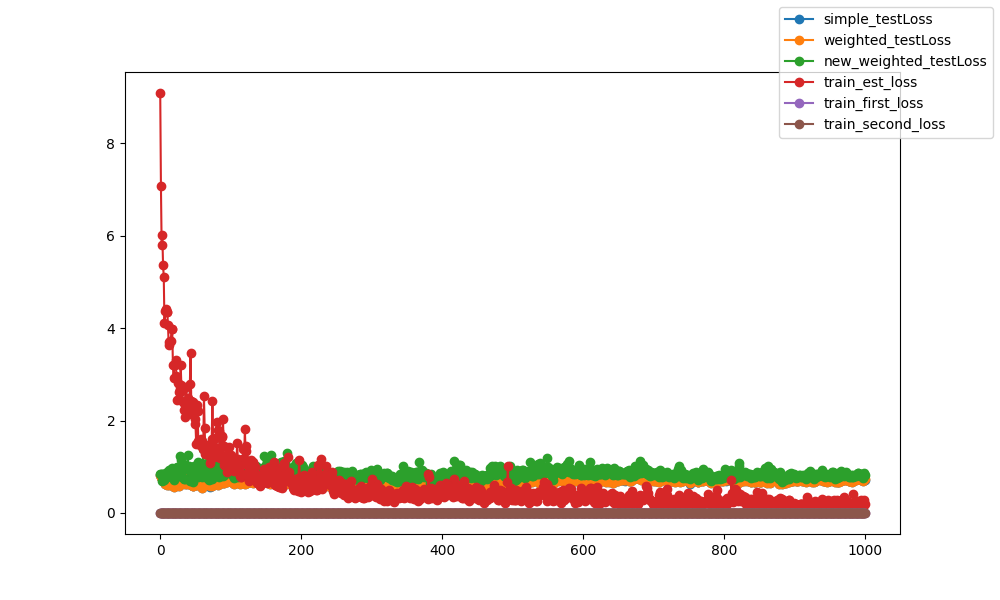 simple_testLoss
weighted_testLoss
new_weighted_testLoss
train_est_loss
train_first_loss
train_second_loss
8
6
4
2
0
0 200 400 600 800 1000